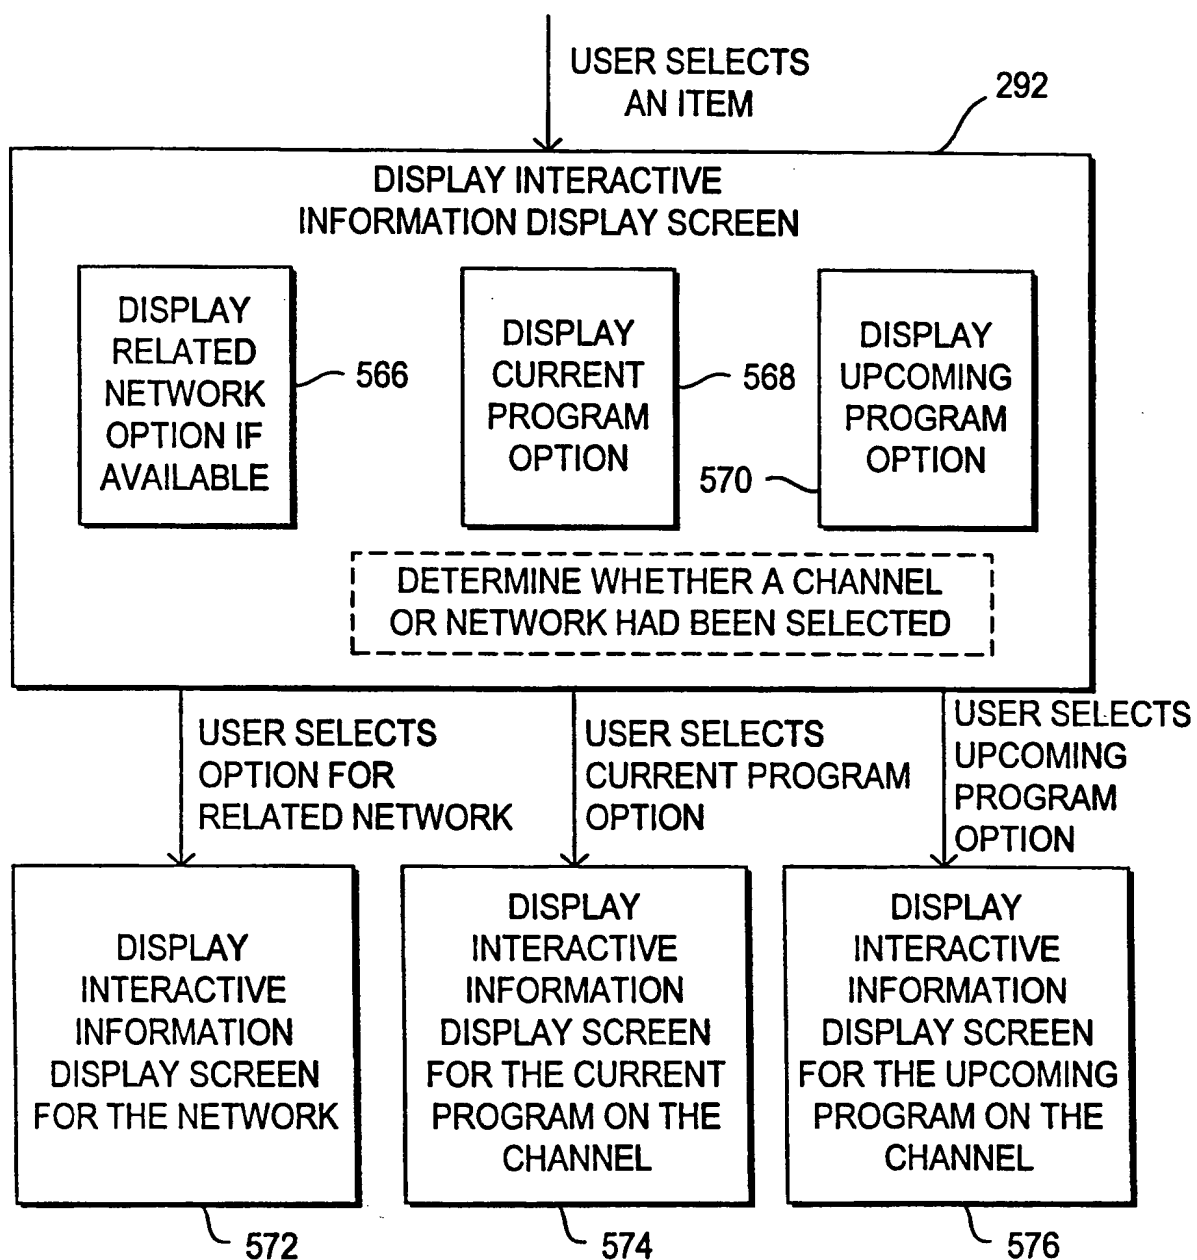 USER SELECTS
AN ITEM
292
DISPLAY INTERACTIVE
INFORMATION DISPLAY SCREEN
DISPLAY
RELATED
NETWORK
OPTION IF
AVAILABLE
566
DISPLAY
CURRENT
PROGRAM
OPTION
568
DISPLAY
UPCOMING
PROGRAM
OPTION
570
DETERMINE WHETHER A CHANNEL
OR NETWORK HAD BEEN SELECTED
USER SELECTS
OPTION FOR
RELATED NETWORK
USER SELECTS
CURRENT PROGRAM
OPTION
USER SELECTS
UPCOMING
PROGRAM
OPTION
DISPLAY
INTERACTIVE
INFORMATION
DISPLAY SCREEN
FOR THE NETWORK
572
DISPLAY
INTERACTIVE
INFORMATION
DISPLAY SCREEN
FOR THE CURRENT
PROGRAM ON THE
CHANNEL
574
DISPLAY
INTERACTIVE
INFORMATION
DISPLAY SCREEN
FOR THE UPCOMING
PROGRAM ON THE
CHANNEL
576